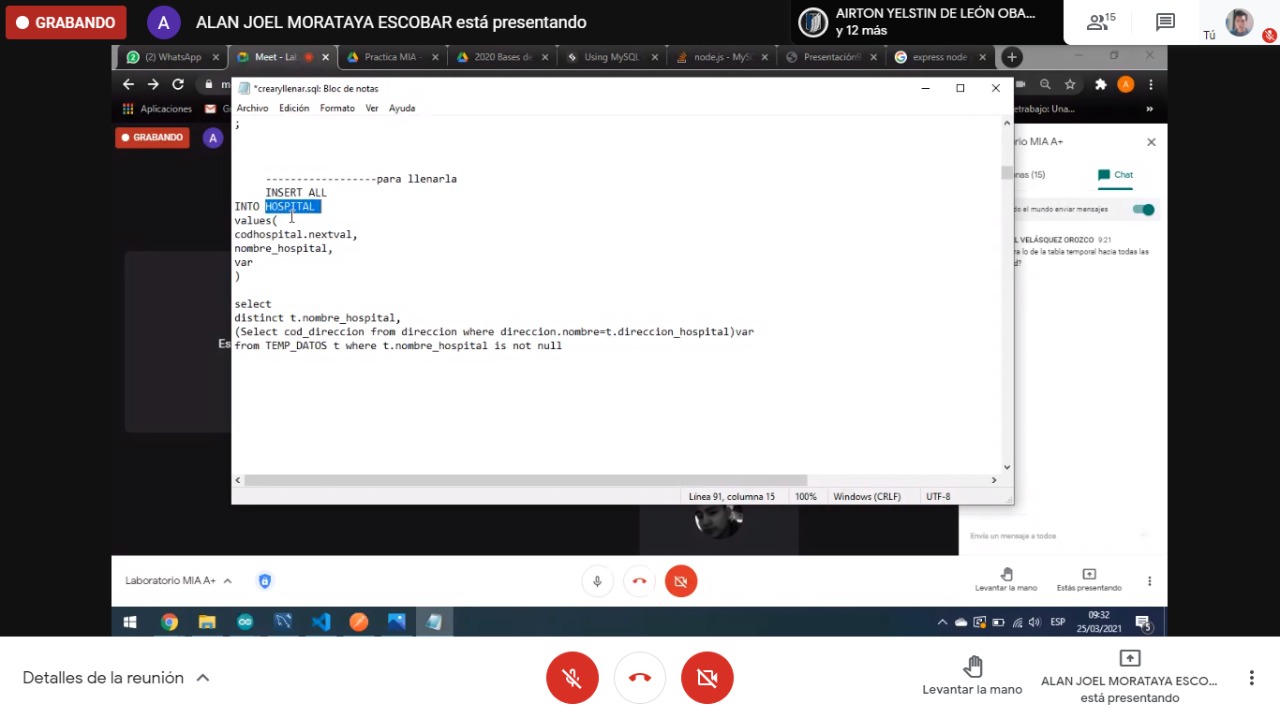 GRABANDO
A
ALAN JOEL MORATAYA ESCOBAR está presentando
AIRTON YELSTIN DE LEÓN OBA...
y 12 más
15
Tú
(2) WhatsApp
Meet - Lab
Practica MIA -
2020 Bases de
Using MySQL
node.js - MySC
Presentación9
express node
Aplicaciones
etrabajo: Una...
»
GRABANDO
A
*crearyllenar.sql: Bloc de notas
Archivo Edición Formato Ver Ayuda
;
------------------para llenarla
INSERT ALL
INTO HOSPITAL
values(
codhospital.nextval,
nombre_hospital,
var
)
select
distinct t.nombre_hospital,
(Select cod_direccion from direccion where direccion.nombre=t.direccion_hospital)var
from TEMP_DATOS t where t.nombre_hospital is not null
Línea 91, columna 15 100% Windows (CRLF) UTF-8
Es
rio MIA A+
nas (15)
Chat
do el mundo enviar mensajes
L VELÁSQUEZ OROZCO 9:21
ra lo de la tabla temporal hacia todas las
d?
Envía un mensaje a todos
Laboratorio MIA A+
Levantar la mano
Estás presentando
ESP
09:32
25/03/2021
5
Detalles de la reunión
Levantar la mano
ALAN JOEL MORATAYA ESCO...
está presentando